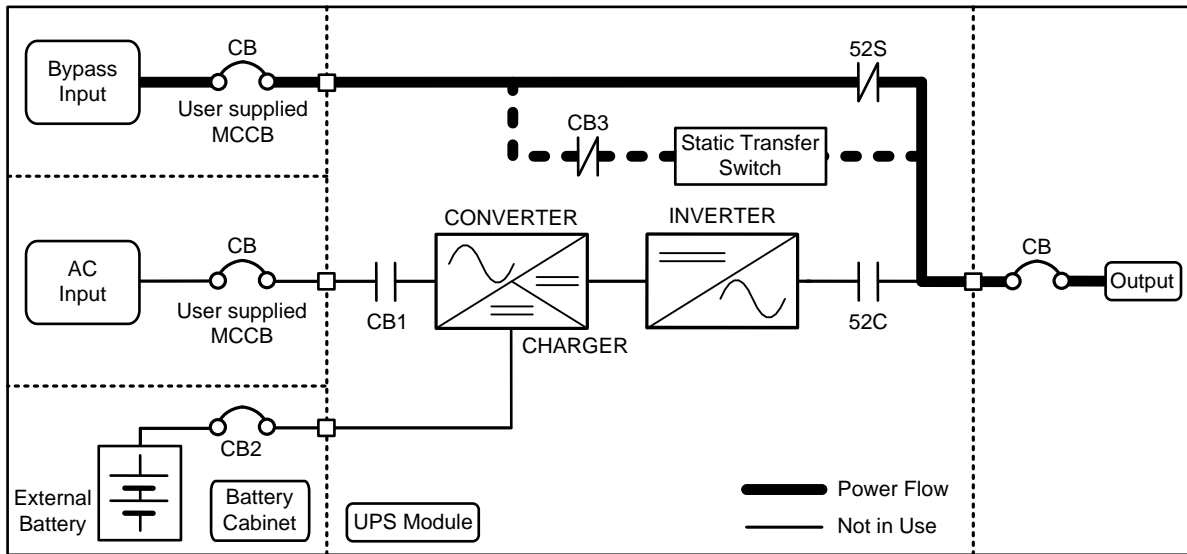 Bypass
Input
CB
User supplied
MCCB
52S
CB3
Static Transfer
Switch
AC
Input
CB
User supplied
MCCB
CB1
CONVERTER
CHARGER
INVERTER
52C
CB
Output
External
Battery
CB2
Battery
Cabinet
UPS Module
Power Flow
Not in Use